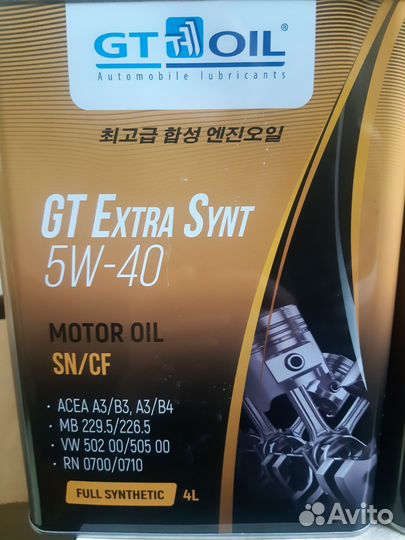 GT OIL®
Automobile lubricants
최고급 합성 엔진오일
GT EXTRA SYNT
5W-40
MOTOR OIL
SN/CF
• ACEA A3/B3, A3/B4
• MB 229.5/226.5
• VW 502 00/505 00
• RN 0700/0710
FULL SYNTHETIC 4L
Avito